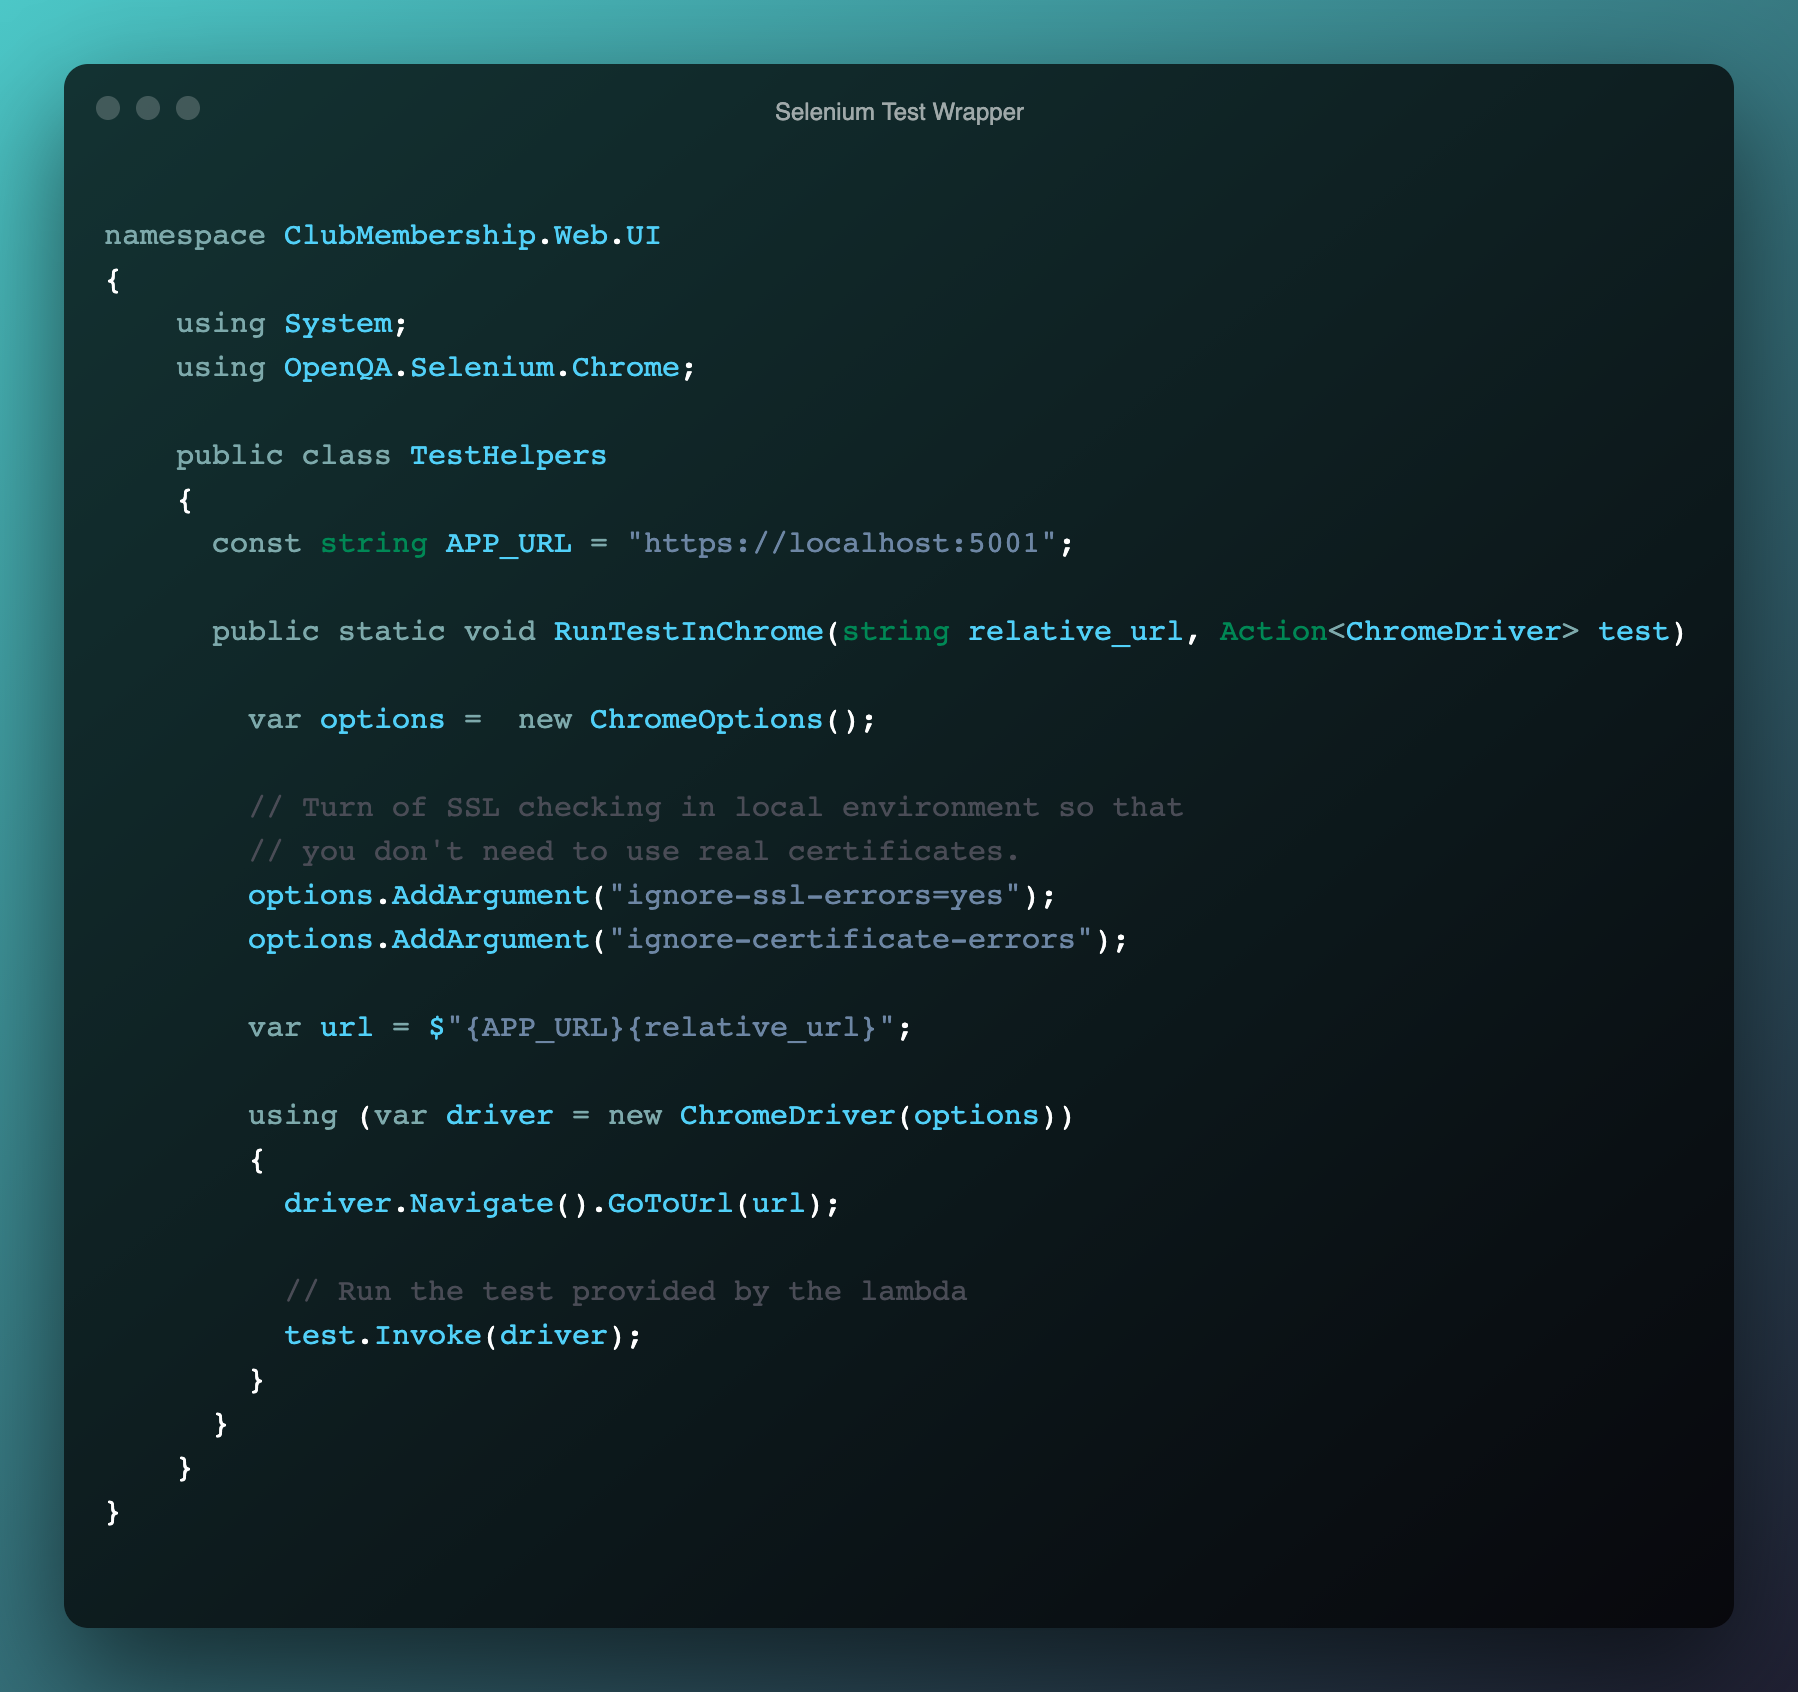 Selenium Test Wrapper
namespace ClubMembership.Web.UI
{
    using System;
    using OpenQA.Selenium.Chrome;

    public class TestHelpers
    {
      const string APP_URL = "https://localhost:5001";

      public static void RunTestInChrome(string relative_url, Action<ChromeDriver> test)

        var options =  new ChromeOptions();

        // Turn of SSL checking in local environment so that
        // you don't need to use real certificates.
        options.AddArgument("ignore-ssl-errors=yes");
        options.AddArgument("ignore-certificate-errors");

        var url = $"{APP_URL}{relative_url}";

        using (var driver = new ChromeDriver(options))
        {
          driver.Navigate().GoToUrl(url);

          // Run the test provided by the lambda
          test.Invoke(driver);
        }
      }
    }
}